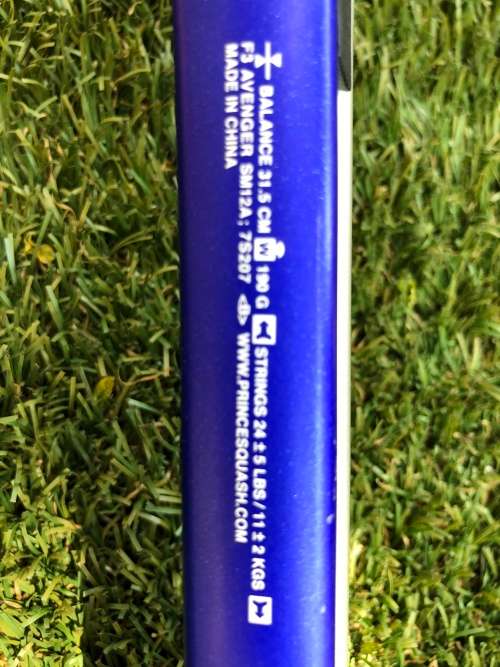 BALANCE 31.5 CM W 190 G STRINGS 24 ± 5 LBS / 11 ± 2 KGS
F3 AVENGER SM12A; 7S207 <B> WWW.PRINCESQUASH.COM
MADE IN CHINA